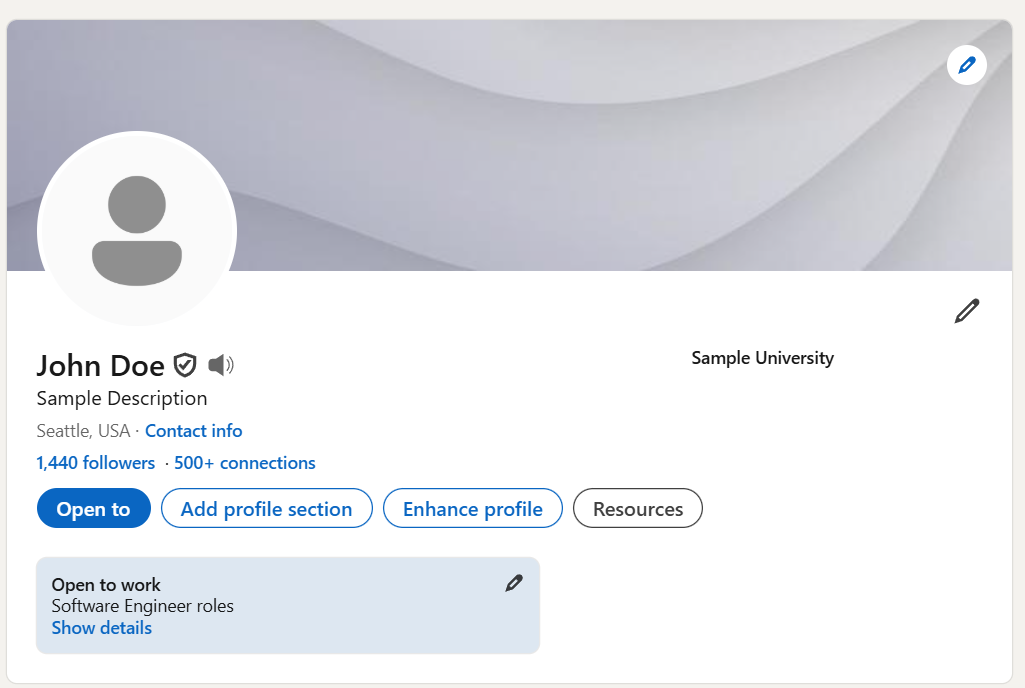 John Doe
Sample University
Sample Description
Seattle, USA · Contact info
1,440 followers · 500+ connections
Open to
Add profile section
Enhance profile
Resources
Open to work
Software Engineer roles
Show details